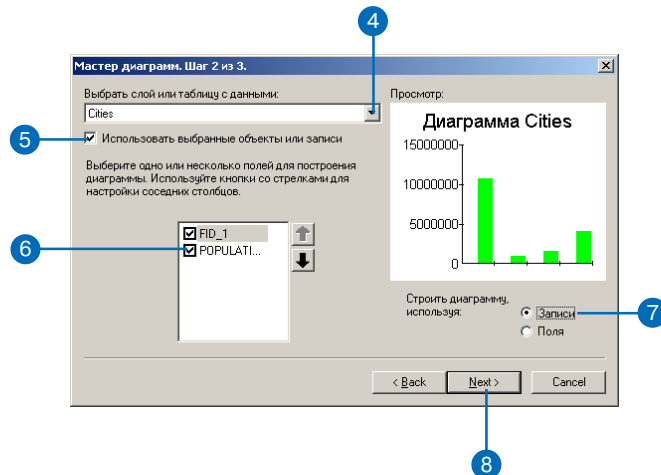 4
Мастер диаграмм. Шаг 2 из 3.
Выбрать слой или таблицу с данными:
Cities
5
Использовать выбранные объекты или записи
Выберите одно или несколько полей для построения
диаграммы. Используйте кнопки со стрелками для
настройки соседних столбцов.
6
FID_1
POPULATI...
Просмотр:
Диаграмма Cities
15000000
10000000
5000000
0
Строить диаграмму,
используя:
Записи
Поля
7
< Back
Next >
Cancel
8